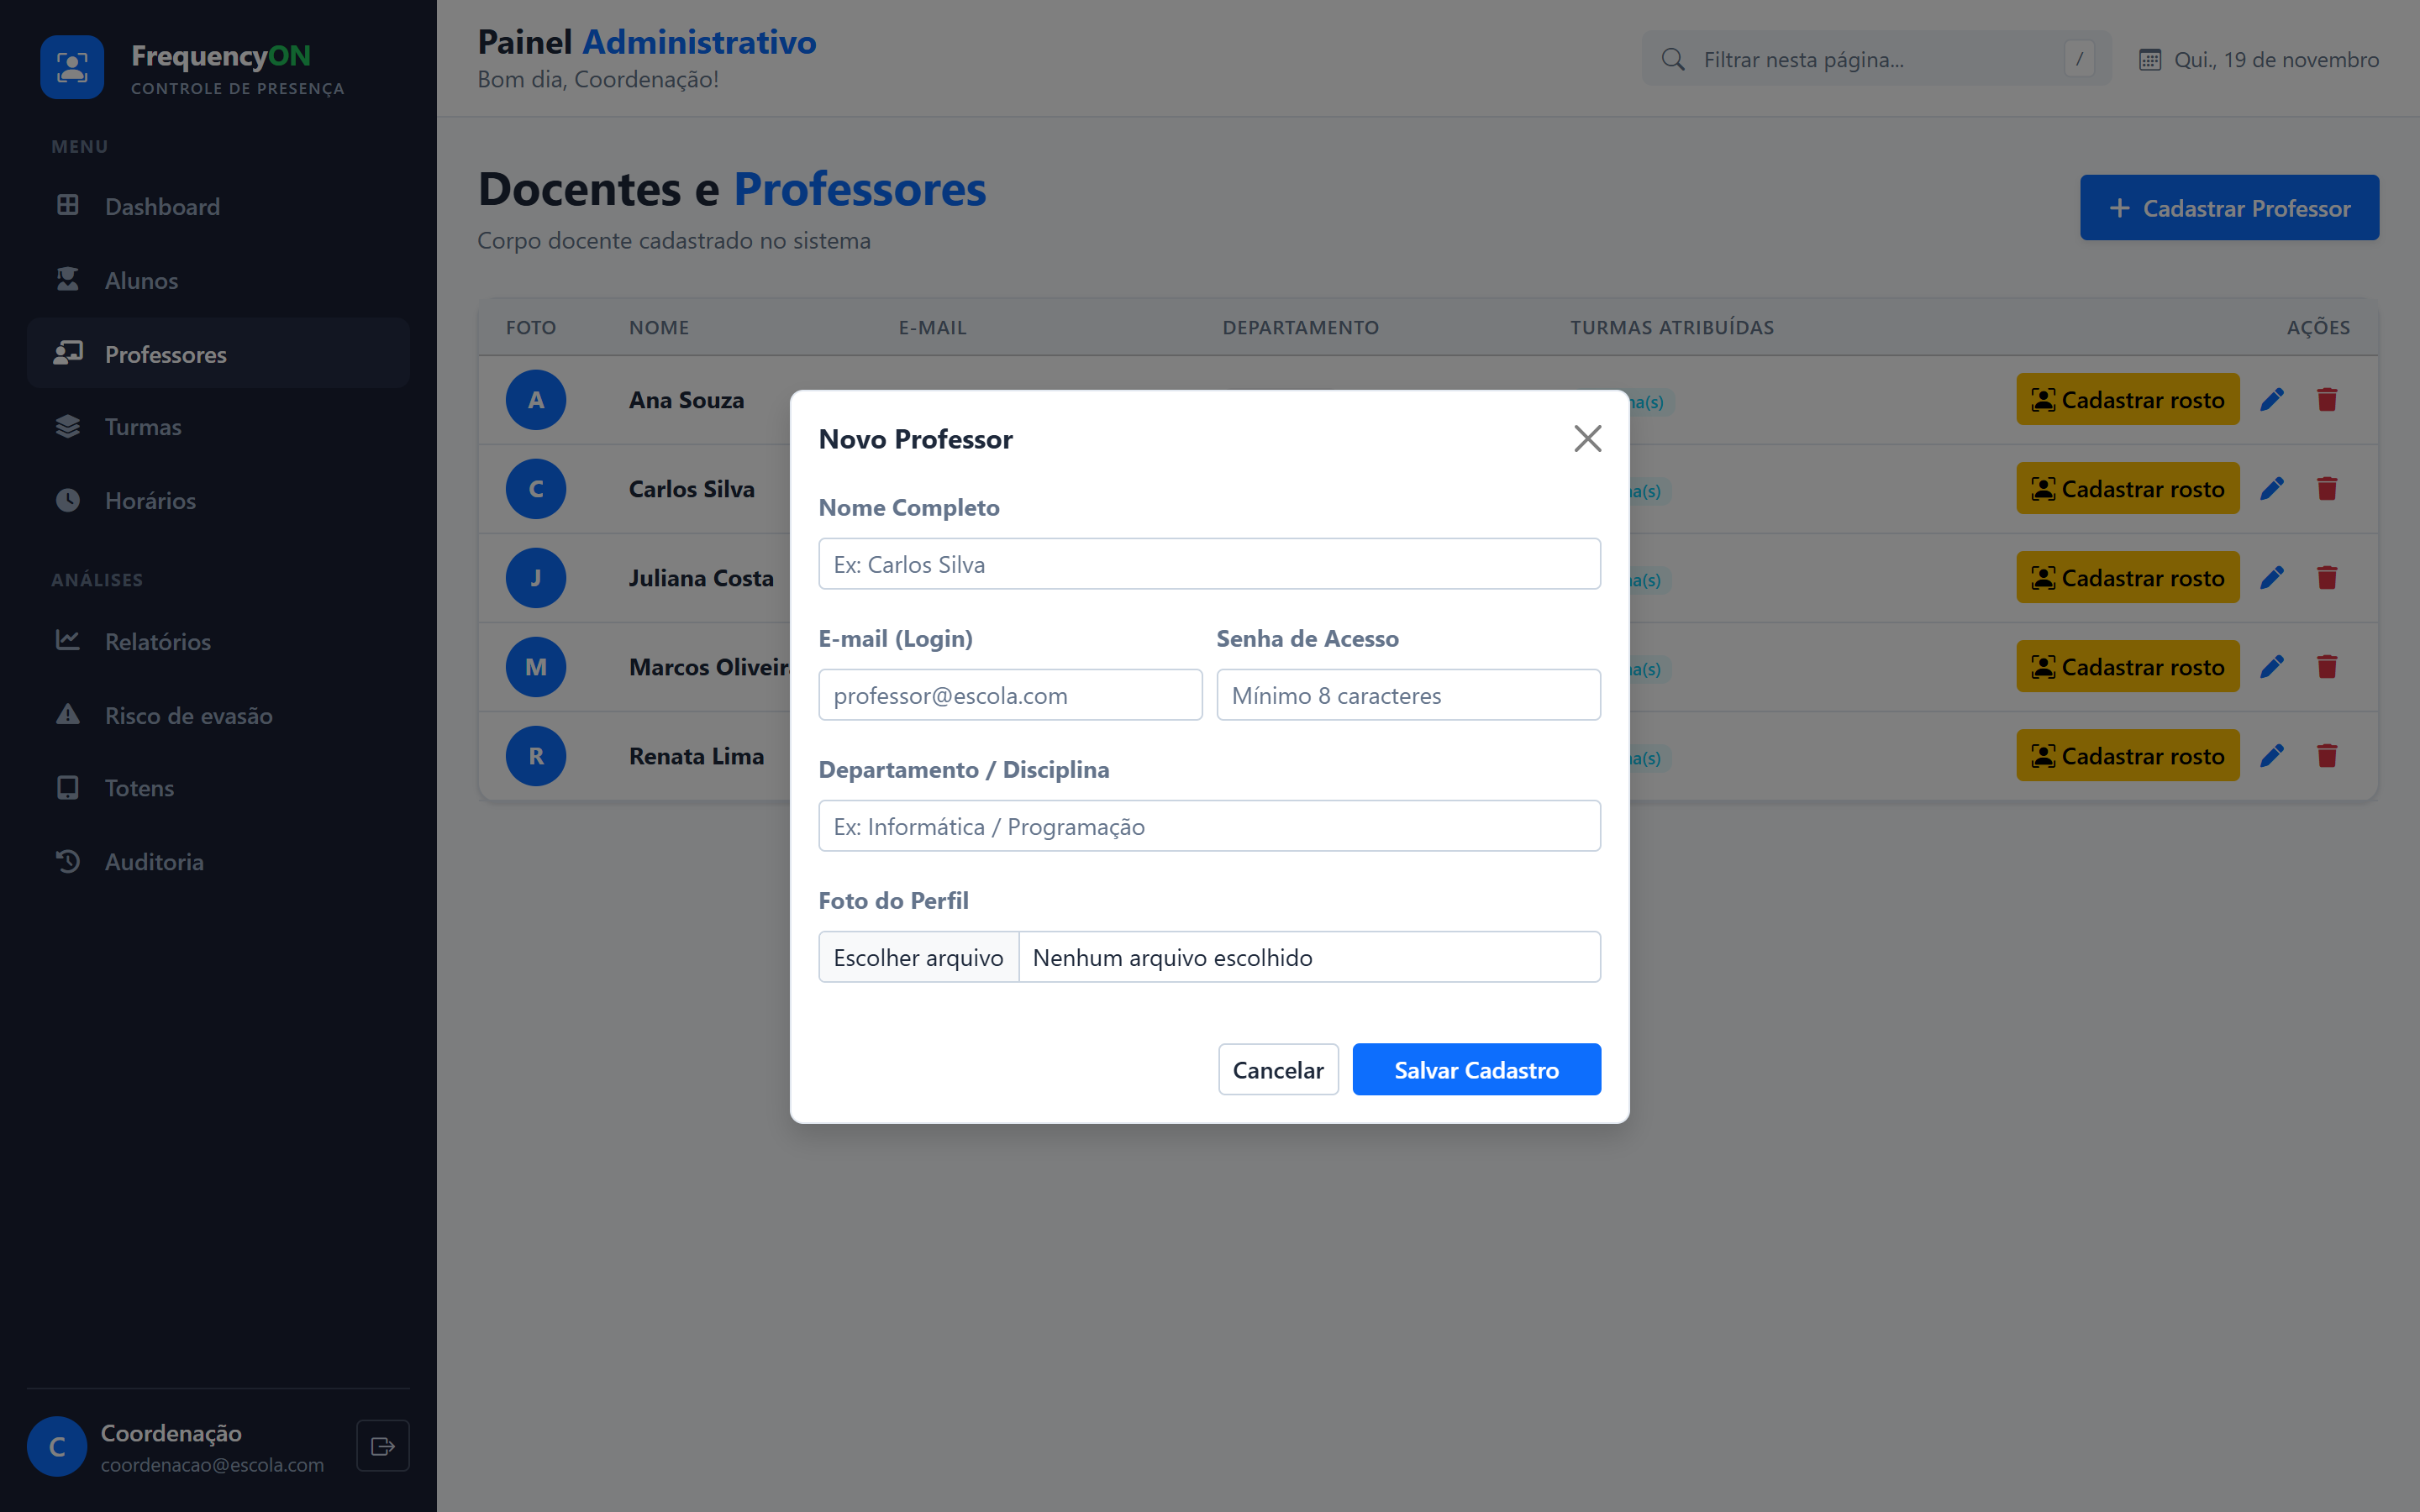 FrequencyON
CONTROLE DE PRESENÇA
MENU
Dashboard
Alunos
Professores
Turmas
Horários
ANÁLISES
Relatórios
Risco de evasão
Totens
Auditoria
C
Coordenação
coordenacao@escola.com
Painel Administrativo
Bom dia, Coordenação!
Filtrar nesta página...
/
Qui., 19 de novembro
Docentes e Professores
Corpo docente cadastrado no sistema
Cadastrar Professor
FOTO NOME E-MAIL DEPARTAMENTO TURMAS ATRIBUÍDAS AÇÕES
A Ana Souza Cadastrar rosto
C Carlos Silva Cadastrar rosto
J Juliana Costa Cadastrar rosto
M Marcos Cadastrar rosto
R Renata Lima Cadastrar rosto
Novo Professor
Nome Completo
Ex: Carlos Silva
E-mail (Login) Senha de Acesso
professor@escola.com Mínimo 8 caracteres
Departamento / Disciplina
Ex: Informática / Programação
Foto do Perfil
Escolher arquivo Nenhum arquivo escolhido
Cancelar Salvar Cadastro